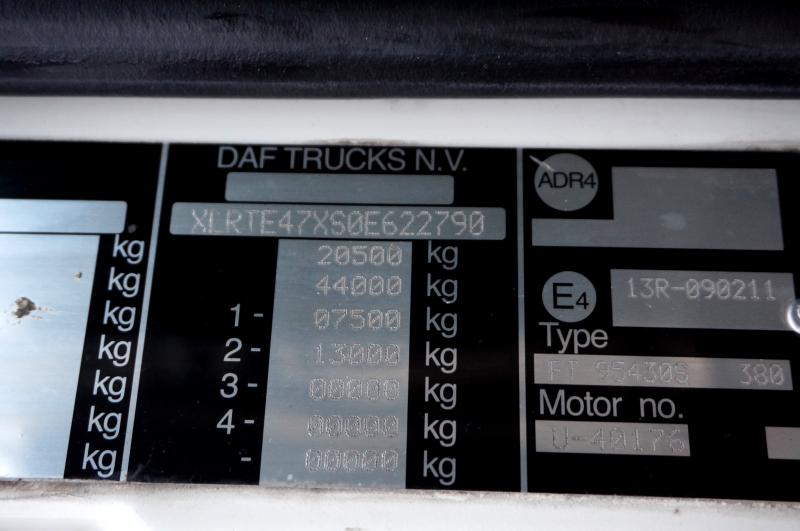 DAF TRUCKS N.V.
XLRTE47XS0E622790
kg 20500 kg
kg 44000 kg
kg 1- 07500 kg
kg 2- 13000 kg
kg 3- 00000 kg
kg 4- 00000 kg
kg - 00000 kg
ADR4
E4 13R-090211
Type
FT 95430S 380
Motor no.
U-40176